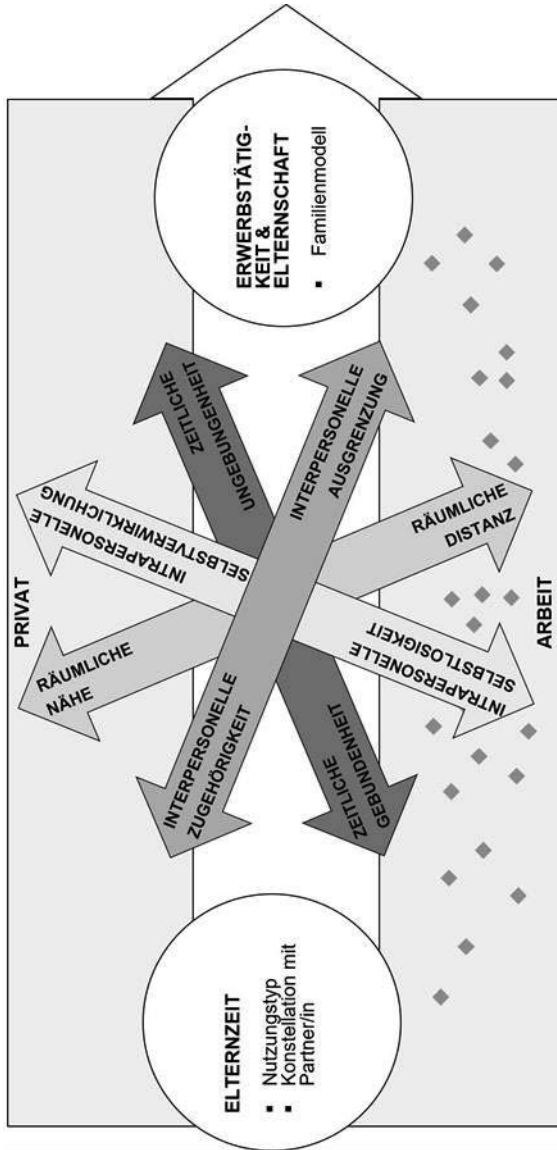 PRIVAT
ELTERNZEIT
▪ Nutzungstyp
▪ Konstellation mit
Partner/in
INTERPERSONELLE
ZUGEHÖRIGKEIT
RÄUMLICHE
NÄHE
INTRAPERSONELLE
SELBSTVERWIRKLICHUNG
ZEITLICHE
UNGEBUNGENHEIT
ZEITLICHE
GEBUNDENHEIT
INTRAPERSONELLE
SELBSTLOSIGKEIT
RÄUMLICHE
DISTANZ
INTERPERSONELLE
AUSGRENZUNG
ERWERBSTÄTIG-
KEIT &
ELTERNSCHAFT
▪ Familienmodell
ARBEIT